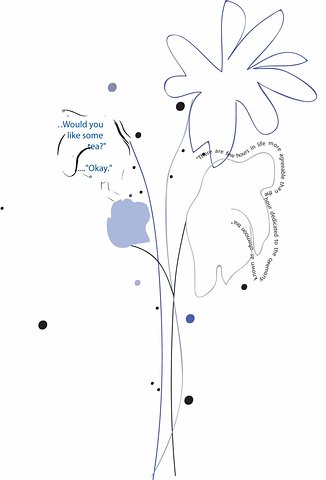 ..Would you
like some
tea?"
...."Okay."
"There are few hours in life more agreeable than the hour dedicated to the ceremony
known as afternoon tea".